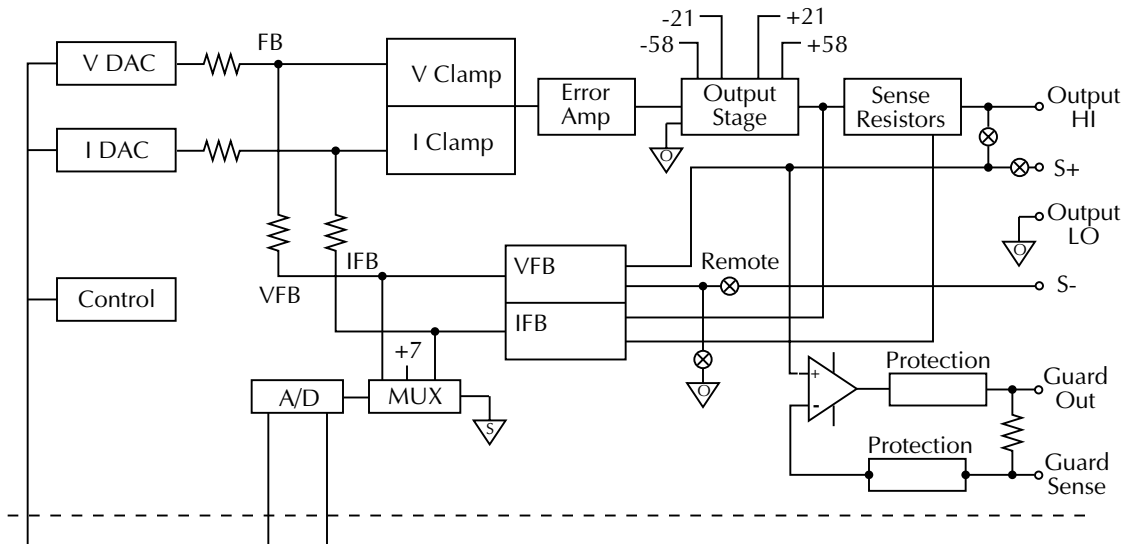 -21
+21
-58
+58
FB
V DAC
V Clamp
Error
Amp
Output
Stage
Sense
Resistors
Output
HI
I DAC
I Clamp
O
S+
Output
LO
O
IFB
VFB
Remote
VFB
S-
Control
IFB
+7
O
Protection
+
-
Guard
Out
A/D
MUX
S
Protection
Guard
Sense